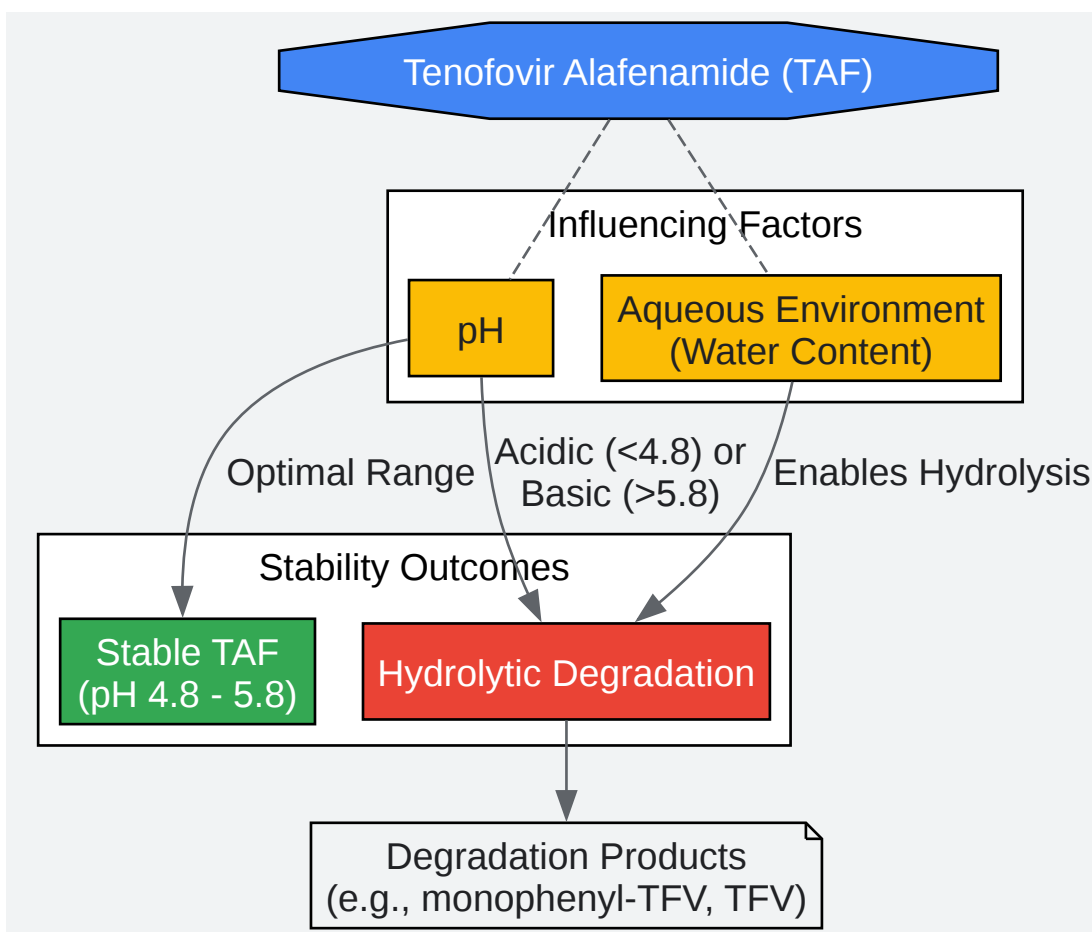 Tenofovir Alafenamide (TAF)
Influencing Factors
pH
Aqueous Environment
(Water Content)
Optimal Range
Acidic (<4.8) or
Basic (>5.8)
Enables Hydrolysis
Stability Outcomes
Stable TAF
(pH 4.8 - 5.8)
Hydrolytic Degradation
Degradation Products
(e.g., monophenyl-TFV, TFV)